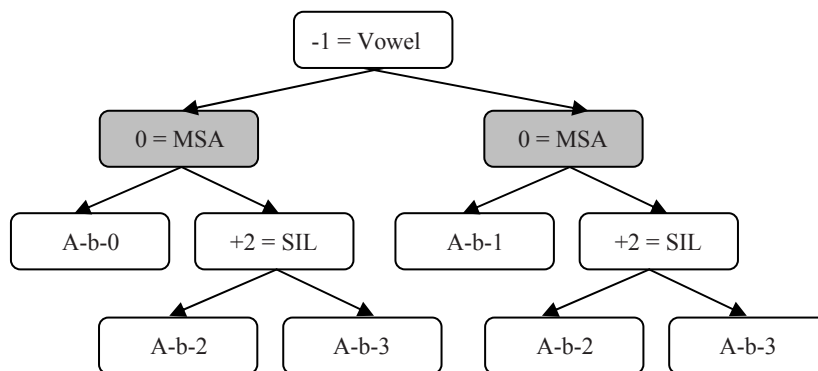 -1 = Vowel
0 = MSA
0 = MSA
A-b-0
+2 = SIL
A-b-1
+2 = SIL
A-b-2
A-b-3
A-b-2
A-b-3